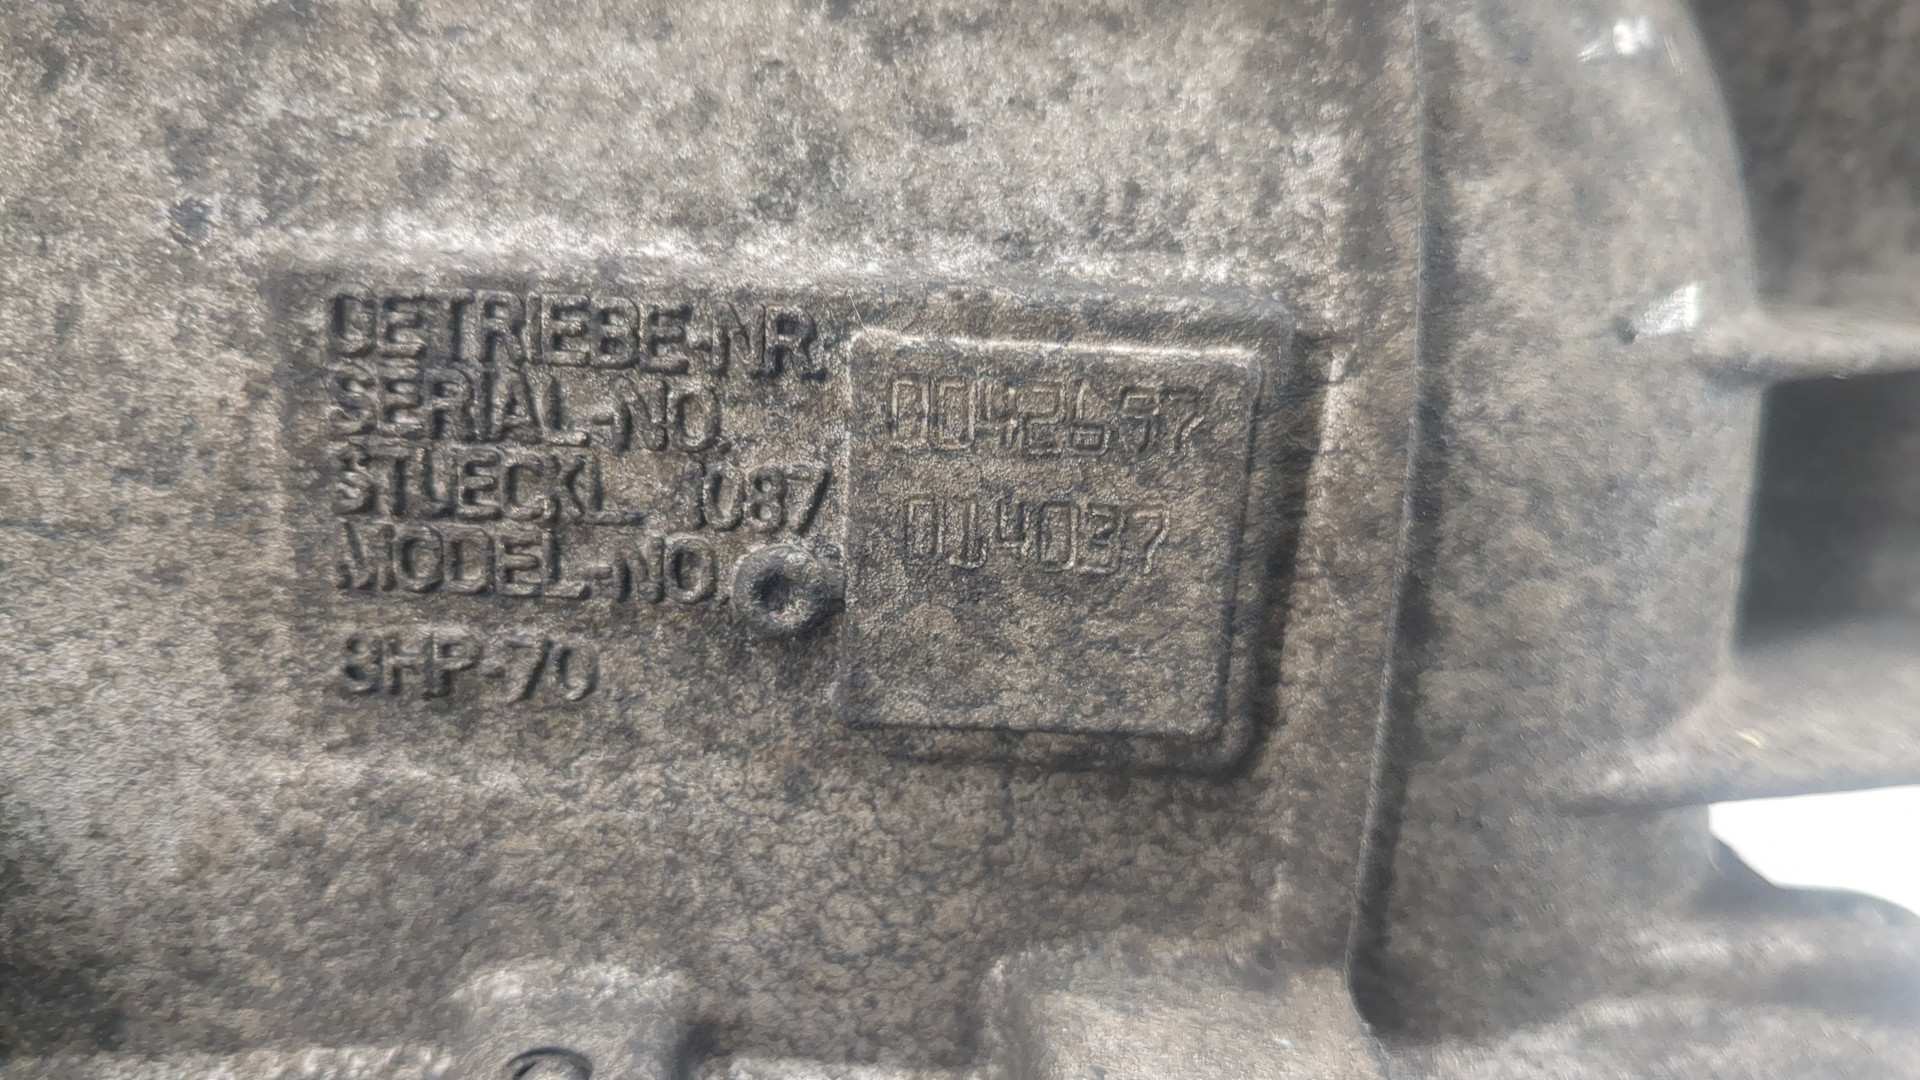 GETRIEBE-NR.
SERIAL-NO. 0042697
STUECKL. 1087 014037
MODEL-NO.
8HP-70